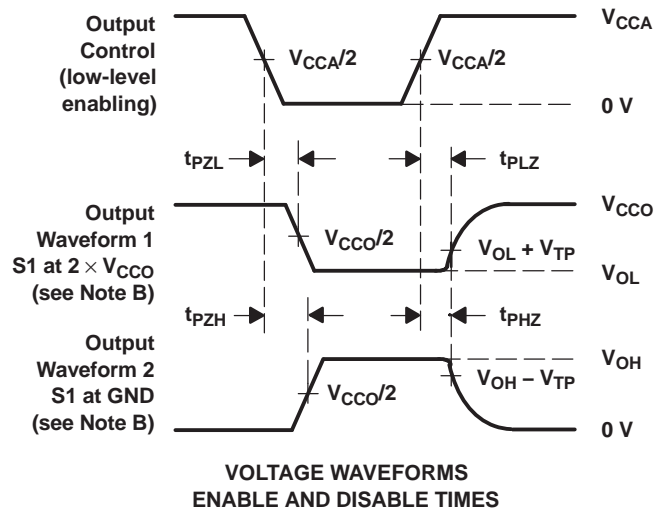 Output
Control
(low-level
enabling)
VCCA/2
VCCA/2
VCCA
0 V
tPZL
tPLZ
Output
Waveform 1
S1 at 2 × VCCO
(see Note B)
VCCO/2
VCCO
VOL + VTP
VOL
tPZH
tPHZ
Output
Waveform 2
S1 at GND
(see Note B)
VCCO/2
VOH
VOH – VTP
0 V
VOLTAGE WAVEFORMS
ENABLE AND DISABLE TIMES